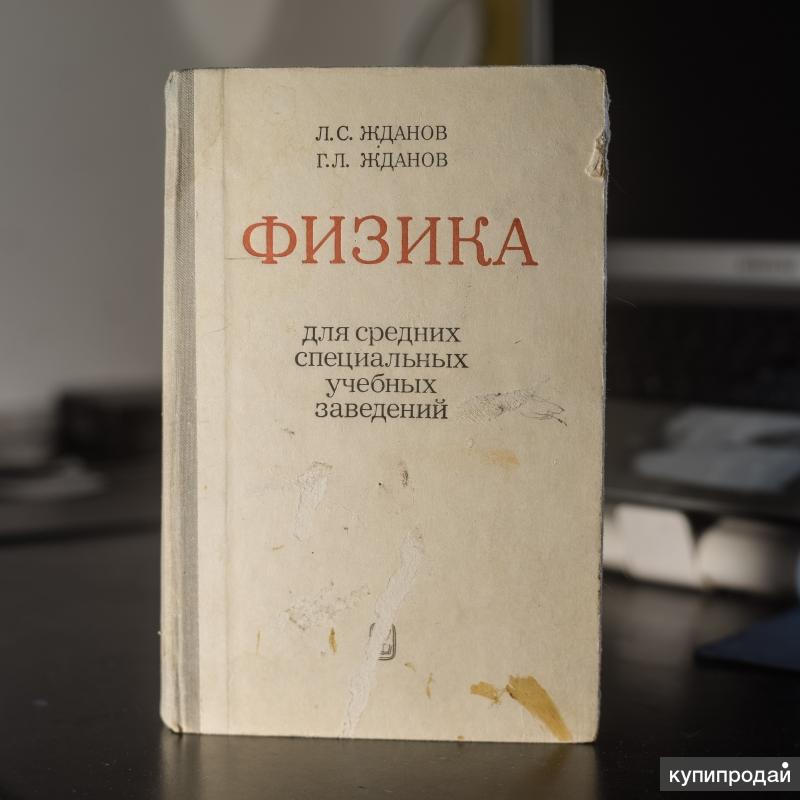 Л.С. ЖДАНОВ
Г.Л. ЖДАНОВ
ФИЗИКА
для средних
специальных
учебных
заведений
купипродай